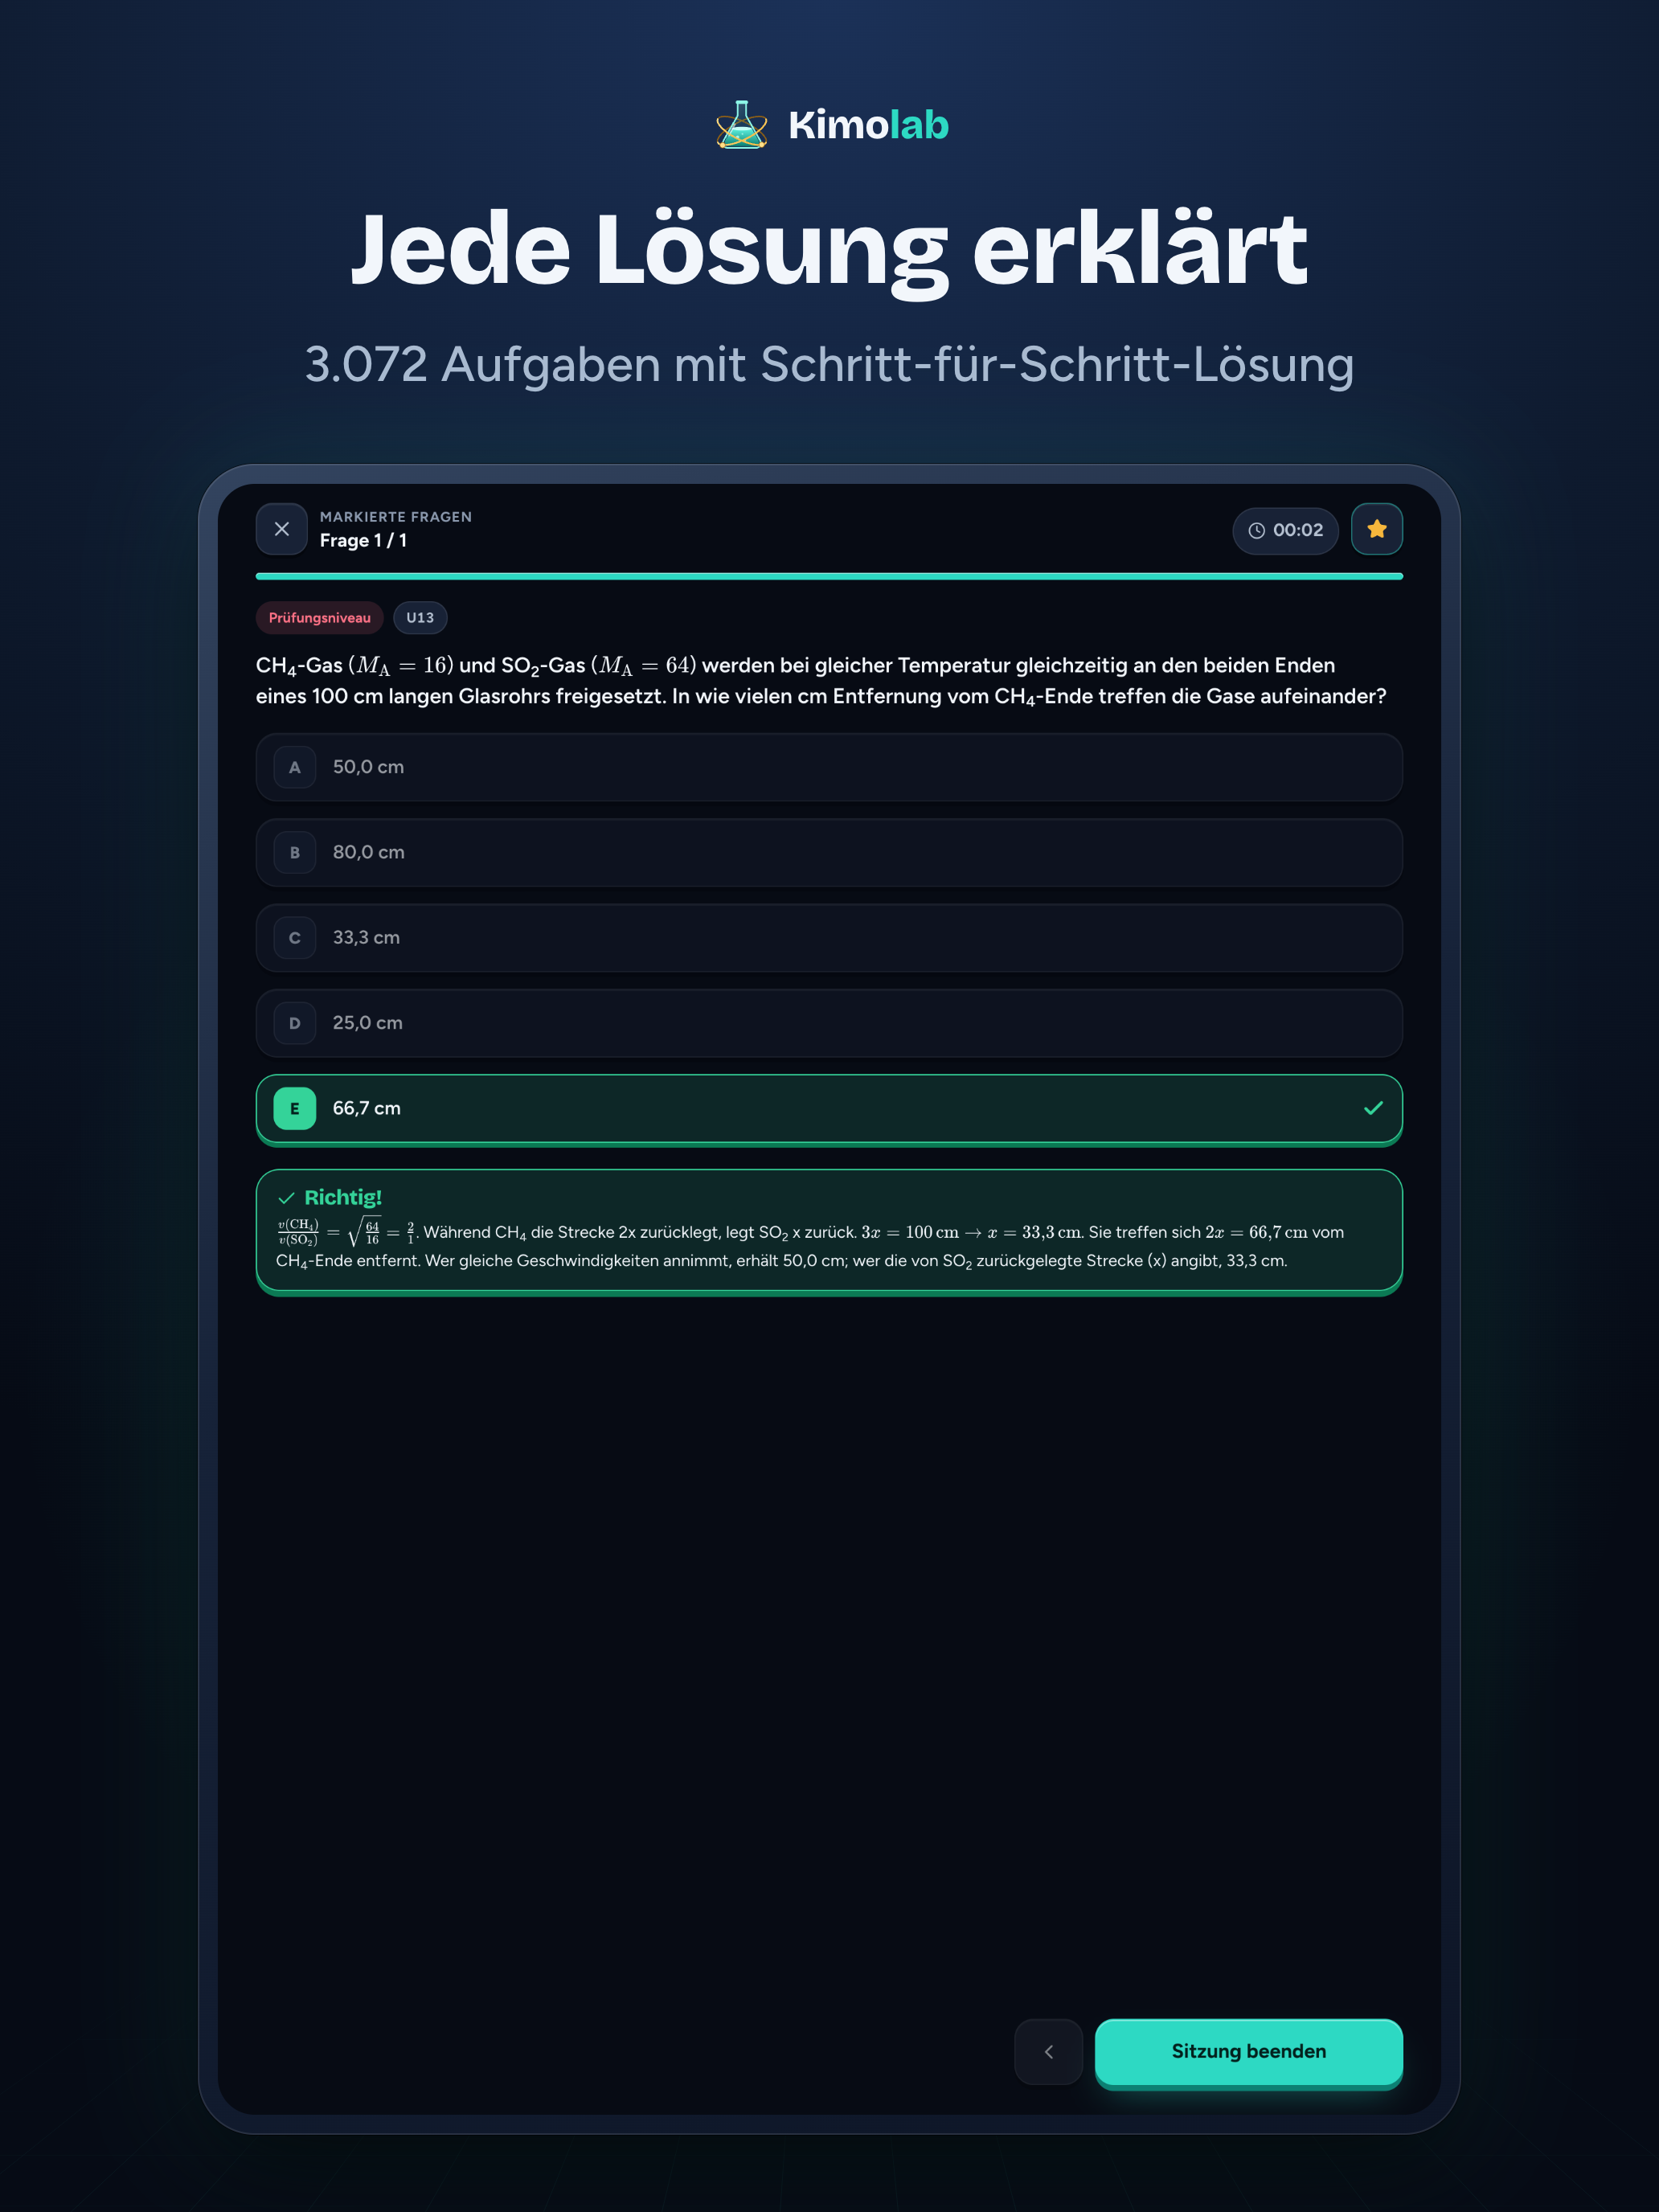 Kimolab
Jede Lösung erklärt
3.072 Aufgaben mit Schritt-für-Schritt-Lösung
MARKIERTE FRAGEN
Frage 1 / 1
00:02
Prüfungsniveau
U13
CH₄-Gas (M_A = 16) und SO₂-Gas (M_A = 64) werden bei gleicher Temperatur gleichzeitig an den beiden Enden
eines 100 cm langen Glasrohrs freigesetzt. In wie vielen cm Entfernung vom CH₄-Ende treffen die Gase aufeinander?
A 50,0 cm
B 80,0 cm
C 33,3 cm
D 25,0 cm
E 66,7 cm
Richtig!
v(CH₄)/v(SO₂) = √(64/16) = 2/1. Während CH₄ die Strecke 2x zurücklegt, legt SO₂ x zurück. 3x = 100 cm → x = 33,3 cm. Sie treffen sich 2x = 66,7 cm vom
CH₄-Ende entfernt. Wer gleiche Geschwindigkeiten annimmt, erhält 50,0 cm; wer die von SO₂ zurückgelegte Strecke (x) angibt, 33,3 cm.
Sitzung beenden